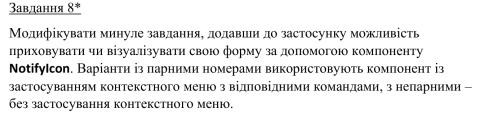 Завдання 8*
Модифікувати минуле завдання, додавши до застосунку можливість
приховувати чи візуалізувати свою форму за допомогою компоненту
NotifyIcon. Варіанти із парними номерами використовують компонент із
застосуванням контекстного меню з відповідними командами, з непарними –
без застосування контекстного меню.